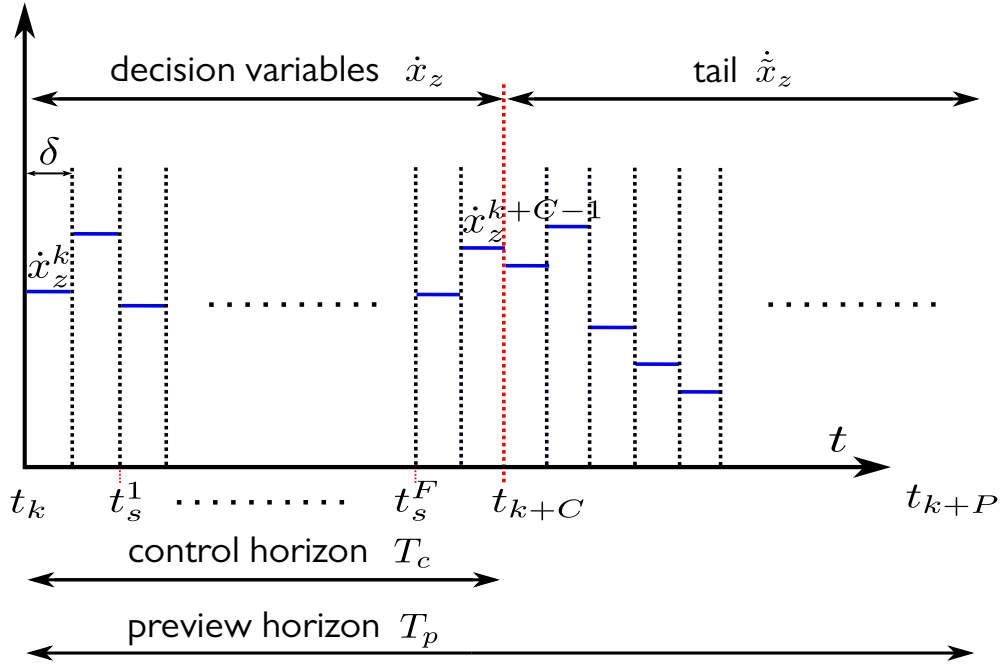 decision variables ẋ_z tail x̃̇_z
δ
ẋ_z^{k+C−1}
ẋ_z^k
t
t_k t_s^1 ........... t_s^F t_{k+C} t_{k+P}
control horizon T_c
preview horizon T_p